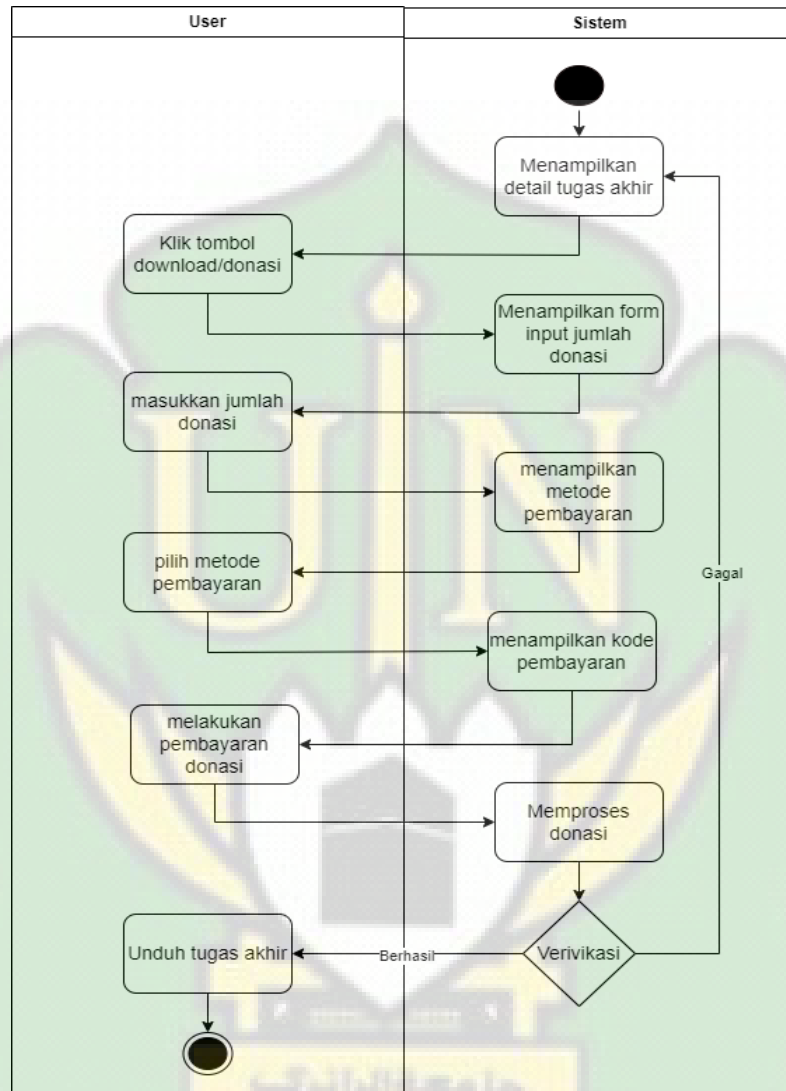 User
Sistem
Menampilkan
detail tugas akhir
Klik tombol
download/donasi
Menampilkan form
input jumlah
donasi
masukkan jumlah
donasi
menampilkan
metode
pembayaran
pilih metode
pembayaran
Gagal
menampilkan kode
pembayaran
melakukan
pembayaran
donasi
Memproses
donasi
Unduh tugas akhir
Berhasil
Verivikasi
UIN